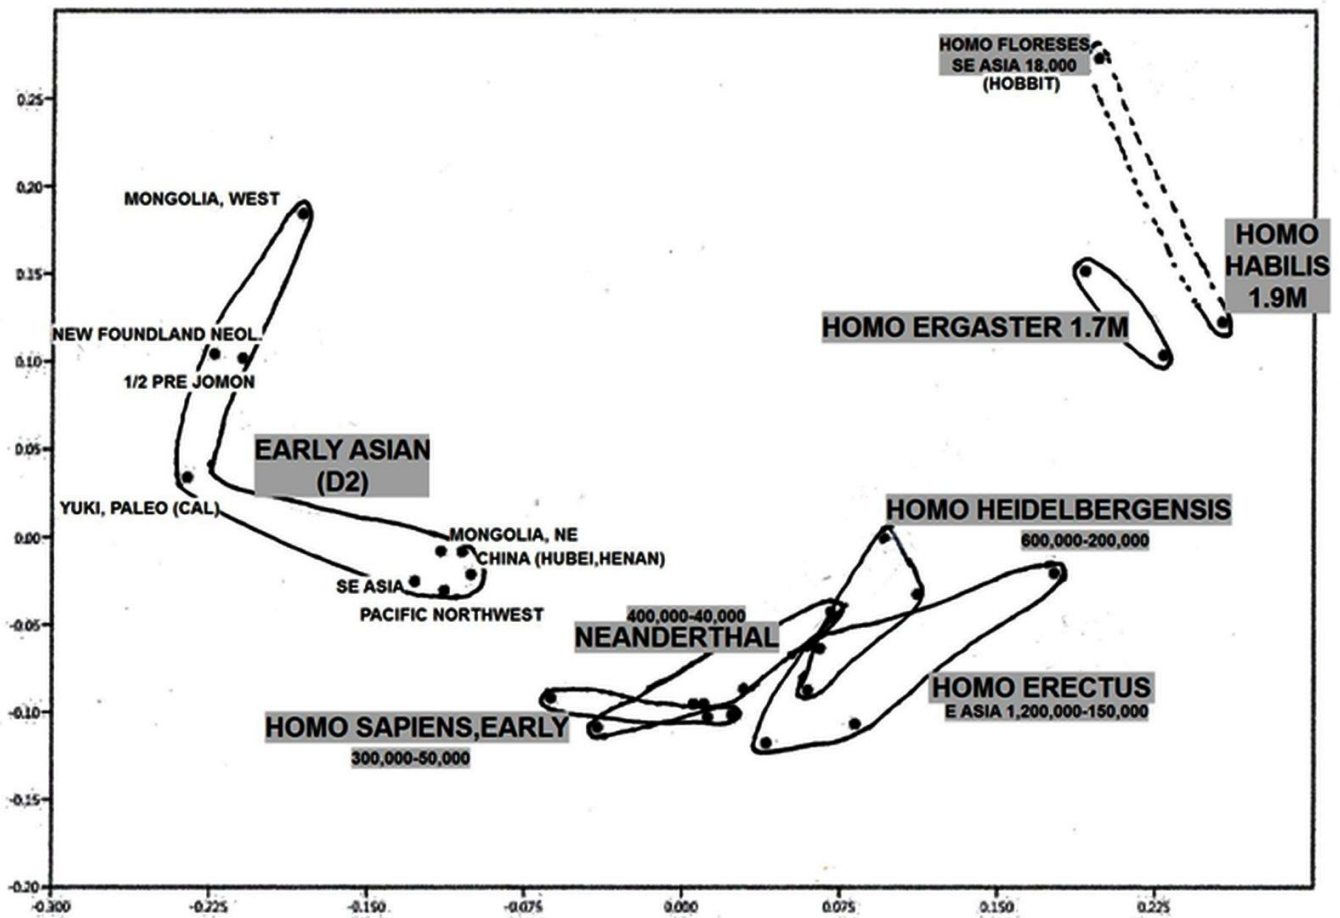 HOMO FLORESES
SE ASIA 18,000
(HOBBIT)
0.25
0.20
MONGOLIA, WEST
HOMO
HABILIS
1.9M
0.15
HOMO ERGASTER 1.7M
NEW FOUNDLAND NEOL.
0.10
1/2 PRE JOMON
0.05
EARLY ASIAN
(D2)
YUKI, PALEO (CAL)
HOMO HEIDELBERGENSIS
600,000-200,000
0.00
MONGOLIA, NE
CHINA (HUBEI,HENAN)
SE ASIA
PACIFIC NORTHWEST
-0.05
400,000-40,000
NEANDERTHAL
HOMO ERECTUS
E ASIA 1,200,000-150,000
-0.10
HOMO SAPIENS,EARLY
300,000-50,000
-0.15
-0.20
-0.300 -0.225 -0.150 -0.075 0.000 0.075 0.150 0.225